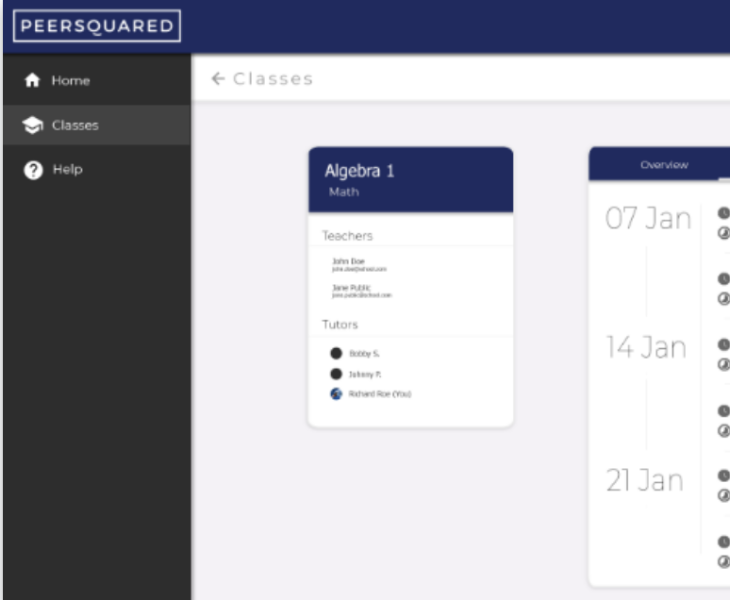 PEERSQUARED
Home
Classes
Help
← Classes
Algebra 1
Math
Teachers
John Doe
john.doe@school.com
Jane Public
jane.public@school.com
Tutors
Bobby S.
Johnny R.
Richard Roe (You)
Overview
07 Jan
14 Jan
21 Jan